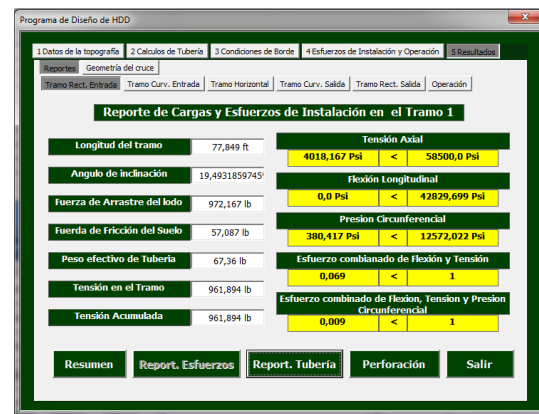 Programa de Diseño de HDD
1 Datos de la topografía 2 Calculos de Tubería 3 Condiciones de Borde 4 Esfuerzos de Instalación y Operación 5 Resultados
Reportes Geometría del cruce
Tramo Rect. Entrada Tramo Curv. Entrada Tramo Horizontal Tramo Curv. Salida Tramo Rect. Salida Operación
Reporte de Cargas y Esfuerzos de Instalación en el Tramo 1
Longitud del tramo 77,849 ft
Angulo de inclinación 19,4931859745
Fuerza de Arrastre del lodo 972,167 lb
Fuerda de Fricción del Suelo 57,087 lb
Peso efectivo de Tuberia 67,36 lb
Tensión en el Tramo 961,894 lb
Tensión Acumulada 961,894 lb
Tensión Axial
4018,167 Psi < 58500,0 Psi
Flexión Longitudinal
0,0 Psi < 42829,699 Psi
Presion Circunferencial
380,417 Psi < 12572,022 Psi
Esfuerzo combianado de Flexión y Tensión
0,069 < 1
Esfuerzo combinado de Flexion, Tension y Presion
Circunferencial
0,009 < 1
Resumen Report. Esfuerzos Report. Tubería Perforación Salir